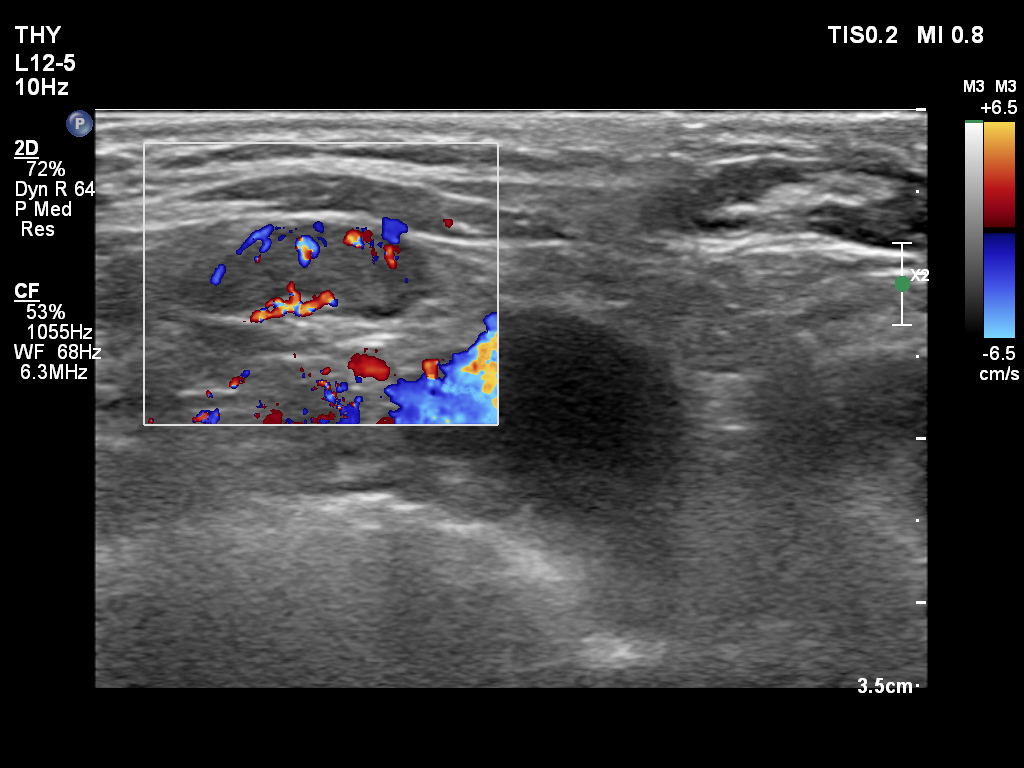 THY
L12-5
10Hz
TIS0.2 MI 0.8
M3 M3
+6.5
P
2D
72%
Dyn R 64
P Med
Res
X2
CF
53%
1055Hz
WF 68Hz
6.3MHz
-6.5
cm/s
3.5cm